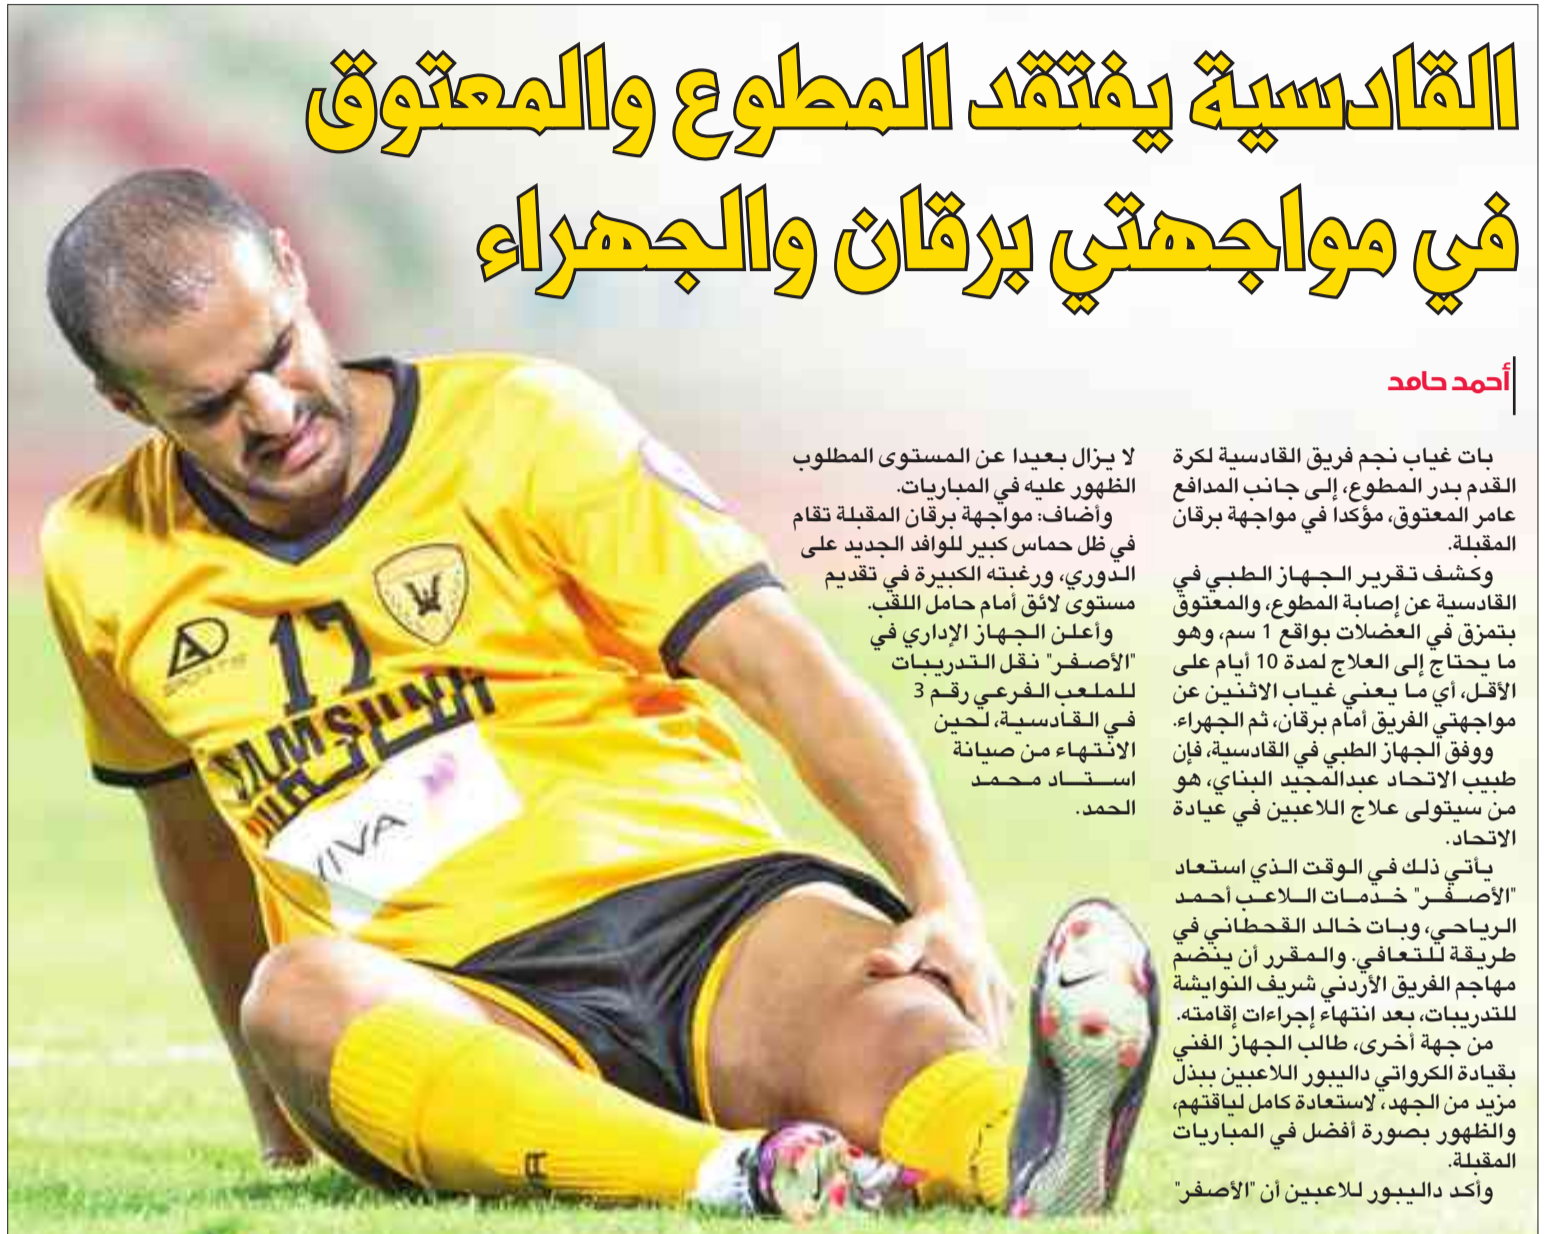 القادسية يفتقد المطوع والمعتوق
في مواجهتي برقان والجهراء
أحمد حامد
بات غياب نجم فريق القادسية لكرة
القدم بدر المطوع، إلى جانب المدافع
عامر المعتوق، مؤكدا في مواجهة برقان
المقبلة.
وكشف تقرير الجهاز الطبي في
القادسية عن إصابة المطوع، والمعتوق
بتمزق في العضلات بواقع 1 سم، وهو
ما يحتاج إلى العلاج لمدة 10 أيام على
الأقل، أي ما يعني غياب الاثنين عن
مواجهتي الفريق أمام برقان، ثم الجهراء.
ووفق الجهاز الطبي في القادسية، فإن
طبيب الاتحاد عبدالمجيد البناي، هو
من سيتولى علاج اللاعبين في عيادة
الاتحاد.
يأتي ذلك في الوقت الذي استعاد
"الأصفر" خدمات اللاعب أحمد
الرياحي، وبات خالد القحطاني في
طريقة للتعافي. والمقرر أن ينضم
مهاجم الفريق الأردني شريف النوايشة
للتدريبات، بعد انتهاء إجراءات إقامته.
من جهة أخرى، طالب الجهاز الفني
بقيادة الكرواتي داليبور اللاعبين ببذل
مزيد من الجهد، لاستعادة كامل لياقتهم،
والظهور بصورة أفضل في المباريات
المقبلة.
وأكد داليبور للاعبين أن "الأصفر"
لا يزال بعيدا عن المستوى المطلوب
الظهور عليه في المباريات.
وأضاف: مواجهة برقان المقبلة تقام
في ظل حماس كبير للوافد الجديد على
الدوري، ورغبته الكبيرة في تقديم
مستوى لائق أمام حامل اللقب.
وأعلن الجهاز الإداري في
"الأصفر" نقل التدريبات
للملعب الفرعي رقم 3
في القادسية، لحين
الانتهاء من صيانة
استاد محمد
الحمد.
17
SAMSUNG
VIVA